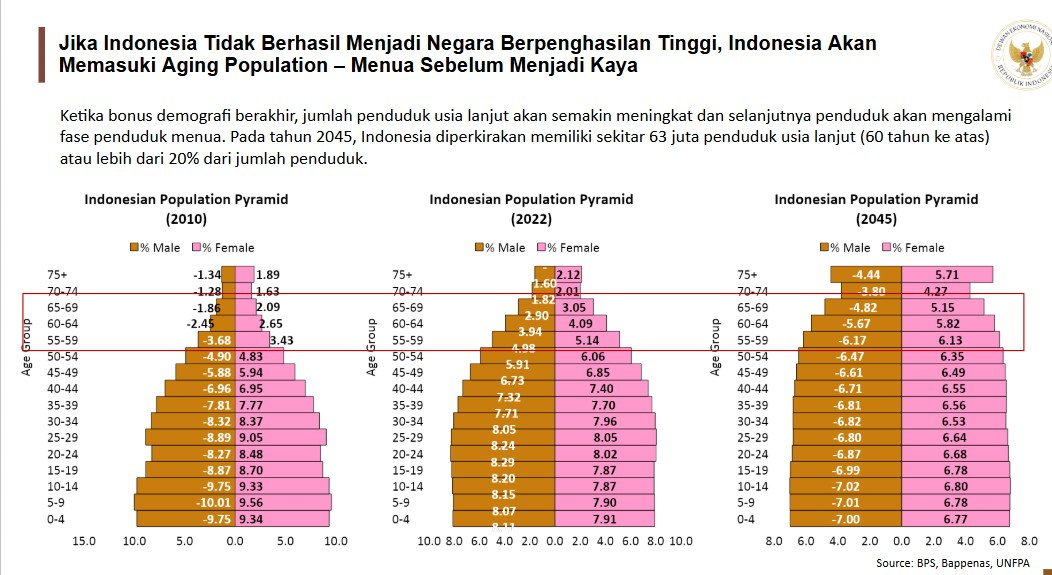 Jika Indonesia Tidak Berhasil Menjadi Negara Berpenghasilan Tinggi, Indonesia Akan
Memasuki Aging Population – Menua Sebelum Menjadi Kaya
DEWAN EKONOMI NASIONAL
REPUBLIK INDONESIA
Ketika bonus demografi berakhir, jumlah penduduk usia lanjut akan semakin meningkat dan selanjutnya penduduk akan mengalami
fase penduduk menua. Pada tahun 2045, Indonesia diperkirakan memiliki sekitar 63 juta penduduk usia lanjut (60 tahun ke atas)
atau lebih dari 20% dari jumlah penduduk.
Indonesian Population Pyramid
(2010)
% Male % Female
Age Group
75+ -1.34 1.89
70-74 -1.28 1.63
65-69 -1.86 2.09
60-64 -2.45 2.65
55-59 -3.68 3.43
50-54 -4.90 4.83
45-49 -5.88 5.94
40-44 -6.96 6.95
35-39 -7.81 7.77
30-34 -8.32 8.37
25-29 -8.89 9.05
20-24 -8.27 8.48
15-19 -8.87 8.70
10-14 -9.75 9.33
5-9 -10.01 9.56
0-4 -9.75 9.34
15.0 10.0 5.0 0.0 5.0 10.0
Indonesian Population Pyramid
(2022)
% Male % Female
Age Group
75+ - 2.12
70-74 1.60 2.01
65-69 1.82 3.05
60-64 2.90 4.09
55-59 3.94 5.14
50-54 4.98 6.06
45-49 5.91 6.85
40-44 6.73 7.40
35-39 7.32 7.70
30-34 7.71 7.96
25-29 8.05 8.05
20-24 8.24 8.02
15-19 8.29 7.87
10-14 8.20 7.87
5-9 8.15 7.90
0-4 8.07 7.91
8.11
10.0 8.0 6.0 4.0 2.0 0.0 2.0 4.0 6.0 8.0 10.0
Indonesian Population Pyramid
(2045)
% Male % Female
Age Group
75+ -4.44 5.71
70-74 -3.80 4.27
65-69 -4.82 5.15
60-64 -5.67 5.82
55-59 -6.17 6.13
50-54 -6.47 6.35
45-49 -6.61 6.49
40-44 -6.71 6.55
35-39 -6.81 6.56
30-34 -6.82 6.53
25-29 -6.80 6.64
20-24 -6.87 6.68
15-19 -6.99 6.78
10-14 -7.02 6.80
5-9 -7.01 6.78
0-4 -7.00 6.77
8.0 6.0 4.0 2.0 0.0 2.0 4.0 6.0 8.0
Source: BPS, Bappenas, UNFPA